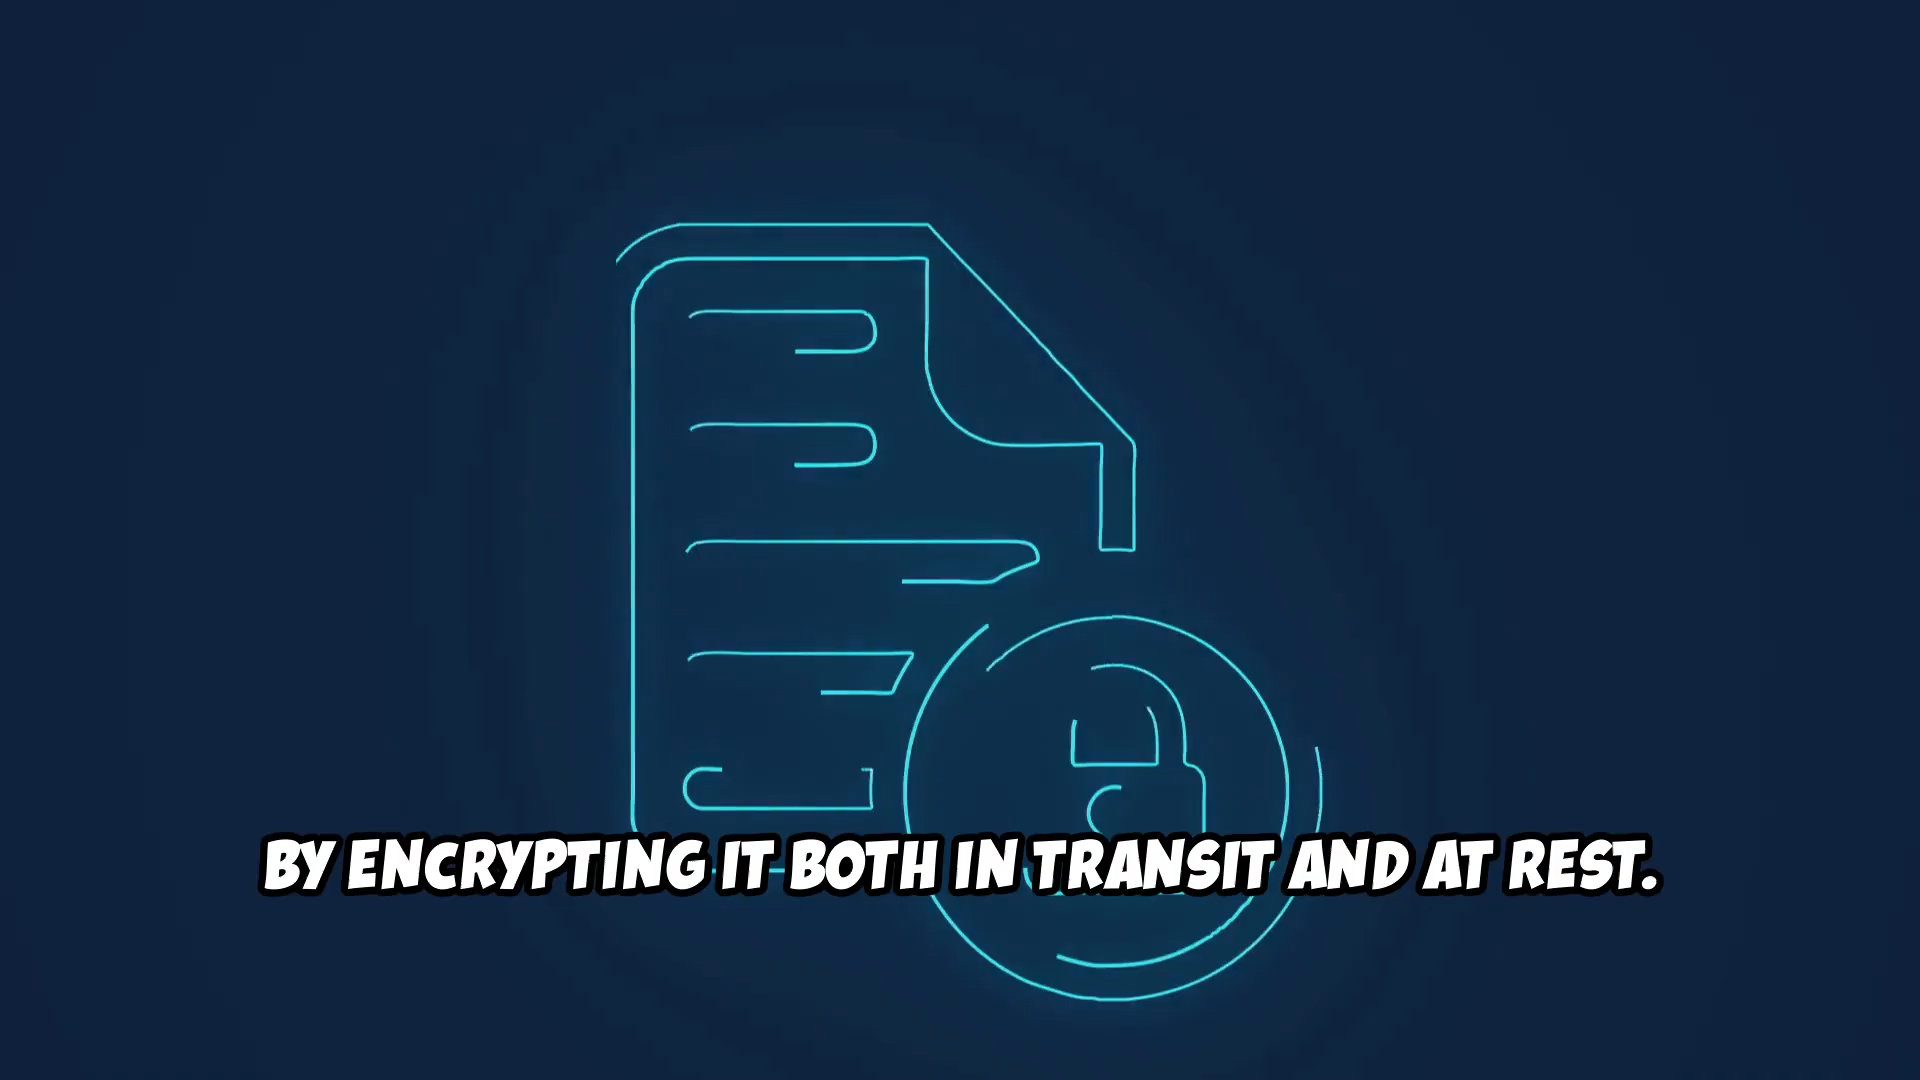 BY ENCRYPTING IT BOTH IN TRANSIT AND AT REST.